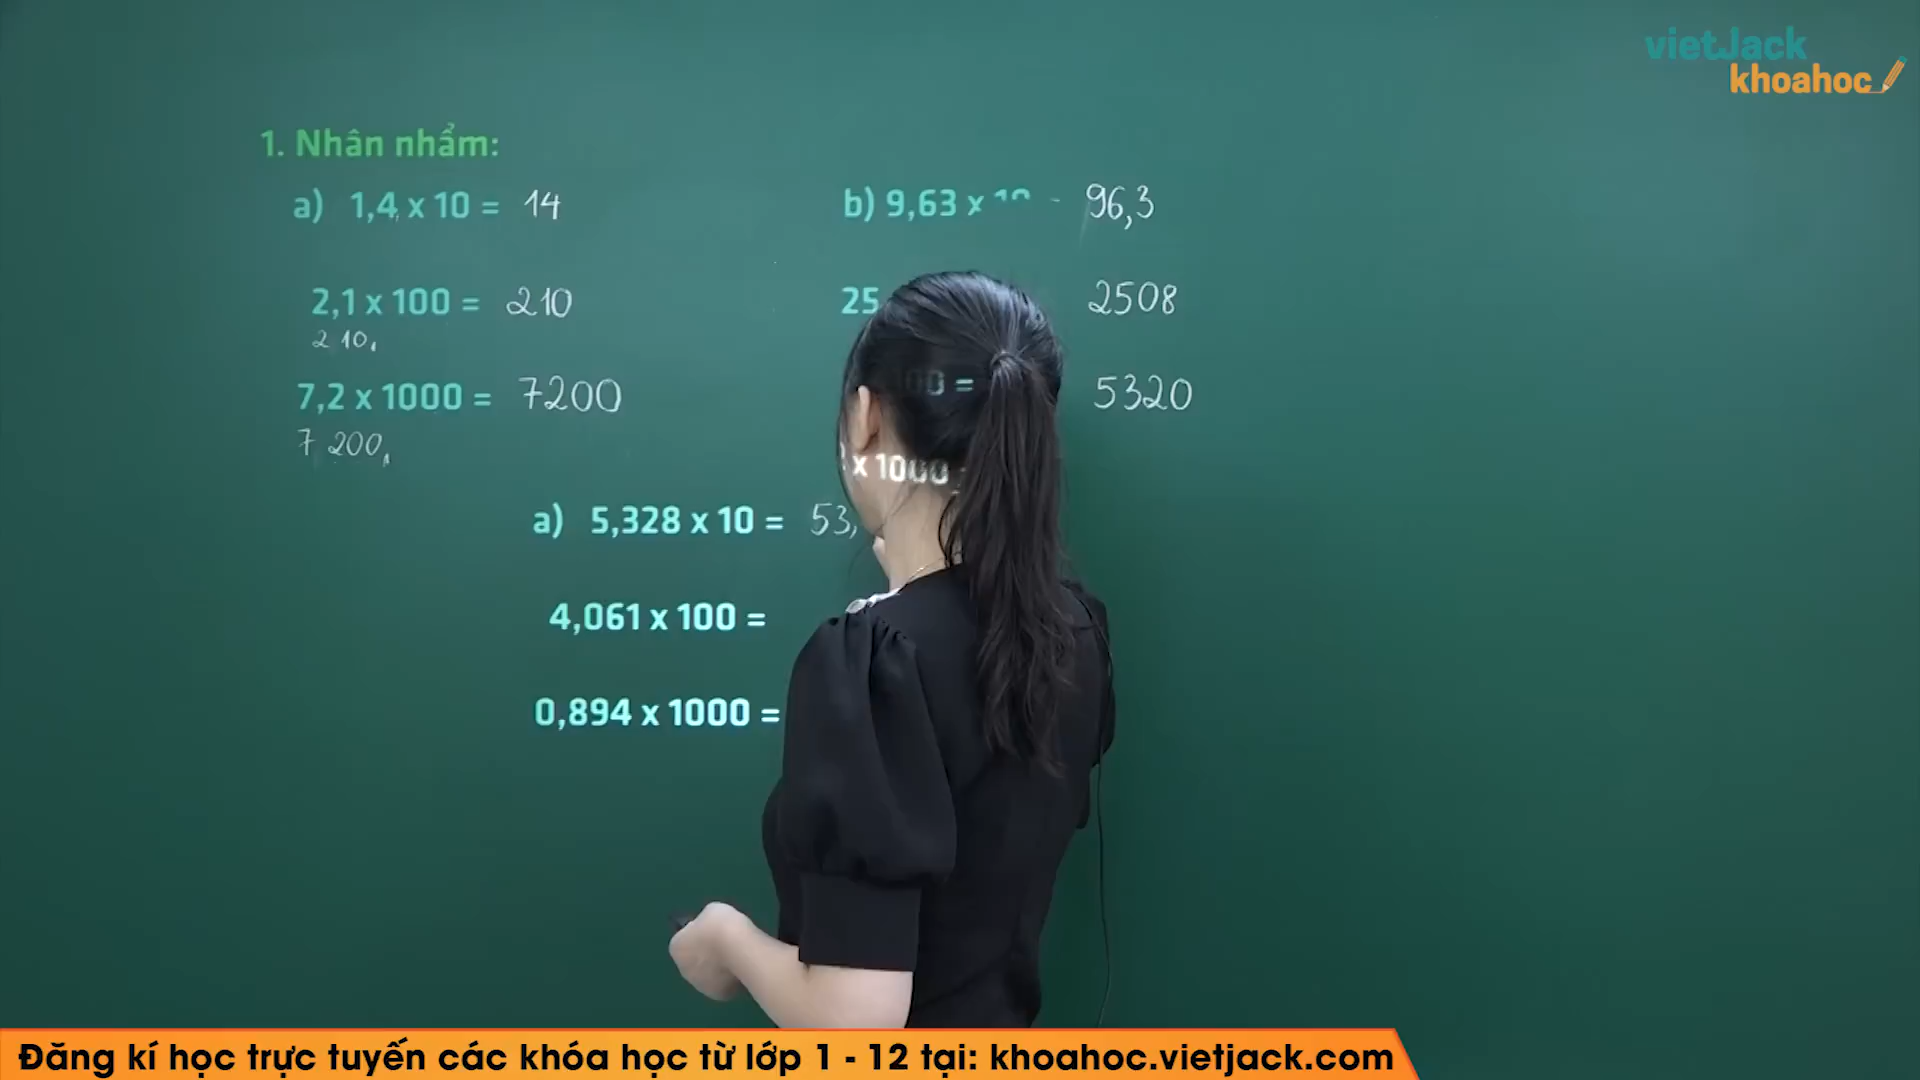 vietJack
khoahoc
1. Nhân nhẩm:
a) 1,4 x 10 = 14
b) 9,63 x 10 96,3
2,1 x 100 = 210
25 2508
2 10,
7,2 x 1000 = 7200
00 = 5320
7 200,
x 1000
a) 5,328 x 10 = 53,
4,061 x 100 =
0,894 x 1000 =
Đăng kí học trực tuyến các khóa học từ lớp 1 - 12 tại: khoahoc.vietjack.com